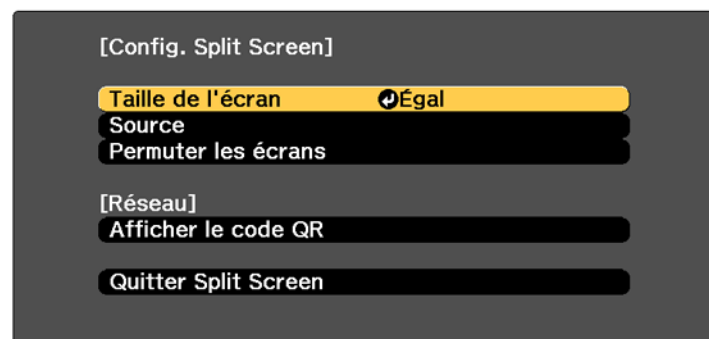 [Config. Split Screen]
Taille de l'écran Égal
Source
Permuter les écrans
[Réseau]
Afficher le code QR
Quitter Split Screen